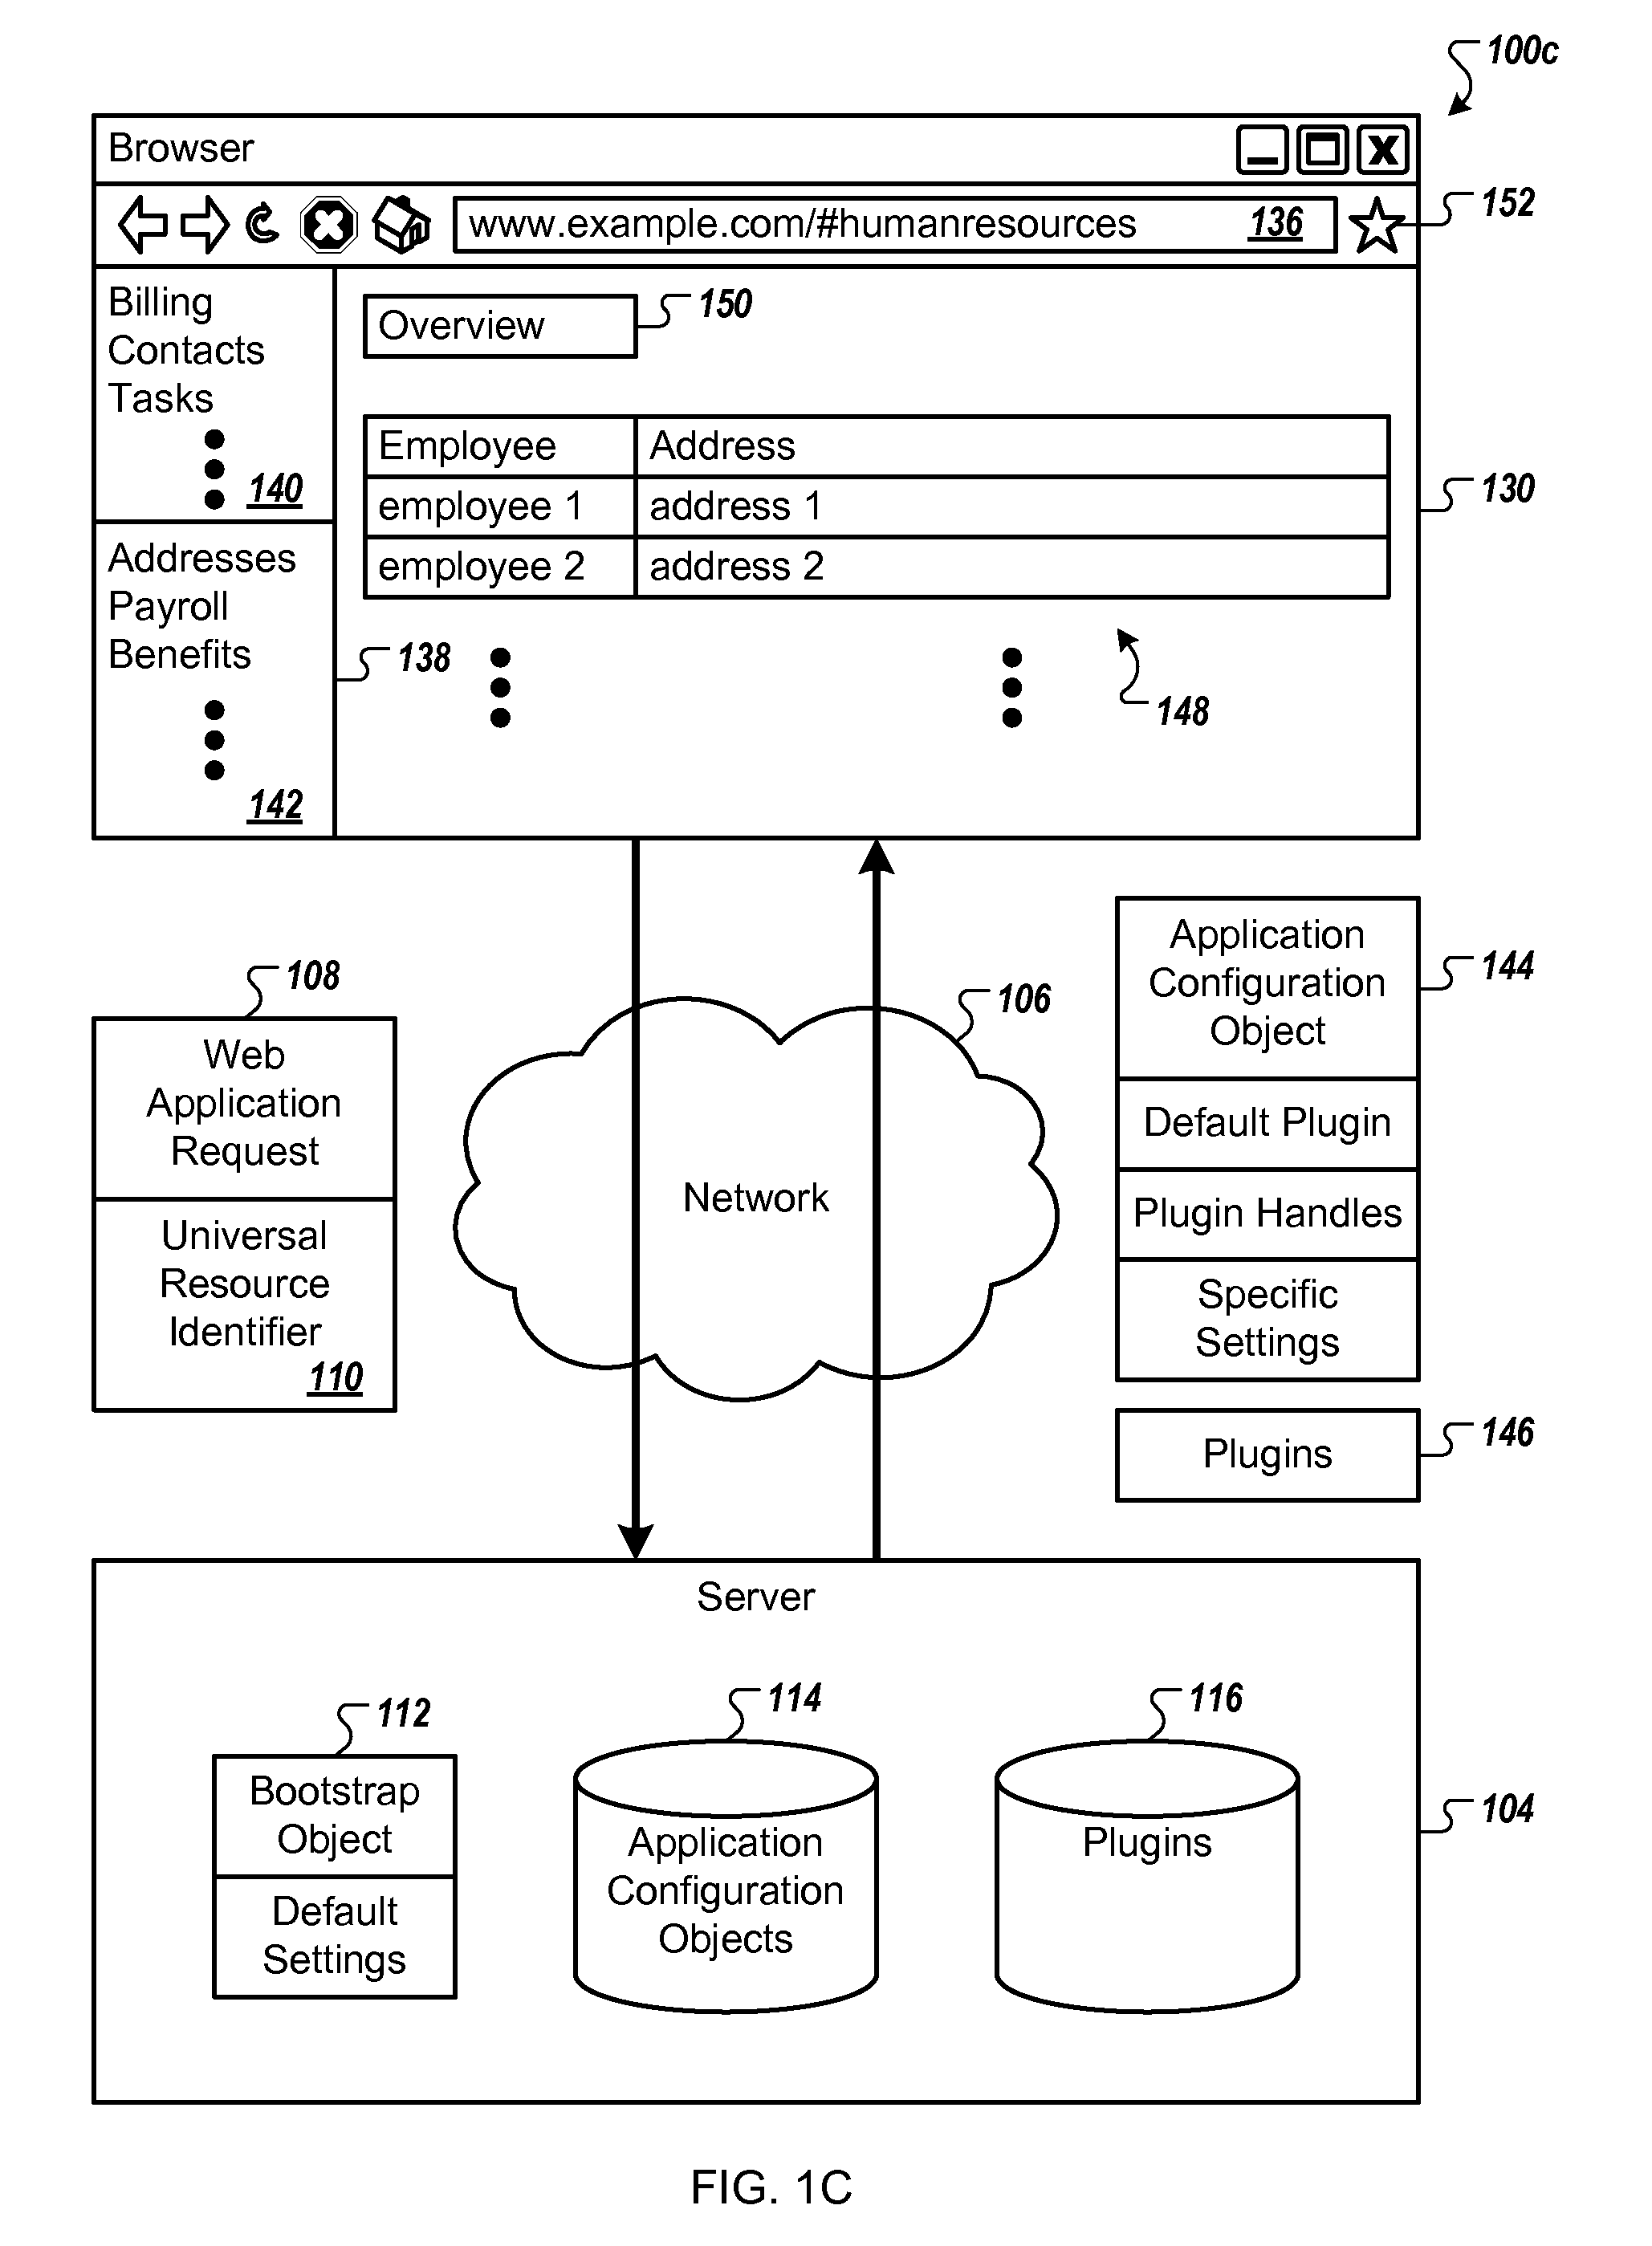 100c
Browser
152
www.example.com/#humanresources 136
Billing
Contacts
Tasks
140
Overview 150
Employee Address
employee 1 address 1
employee 2 address 2
130
Addresses
Payroll
Benefits
142
138
148
108
Web
Application
Request
Universal
Resource
Identifier
110
106
Network
Application
Configuration
Object
144
Default Plugin
Plugin Handles
Specific
Settings
Plugins
146
Server
112
Bootstrap
Object
Default
Settings
114
Application
Configuration
Objects
116
Plugins
104
FIG. 1C